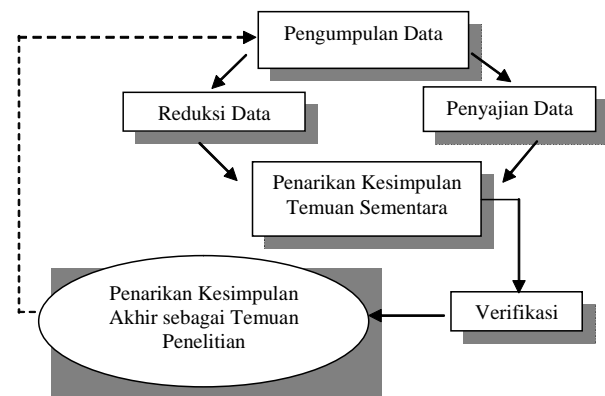 Pengumpulan Data
Reduksi Data
Penyajian Data
Penarikan Kesimpulan
Temuan Sementara
Penarikan Kesimpulan
Akhir sebagai Temuan
Penelitian
Verifikasi